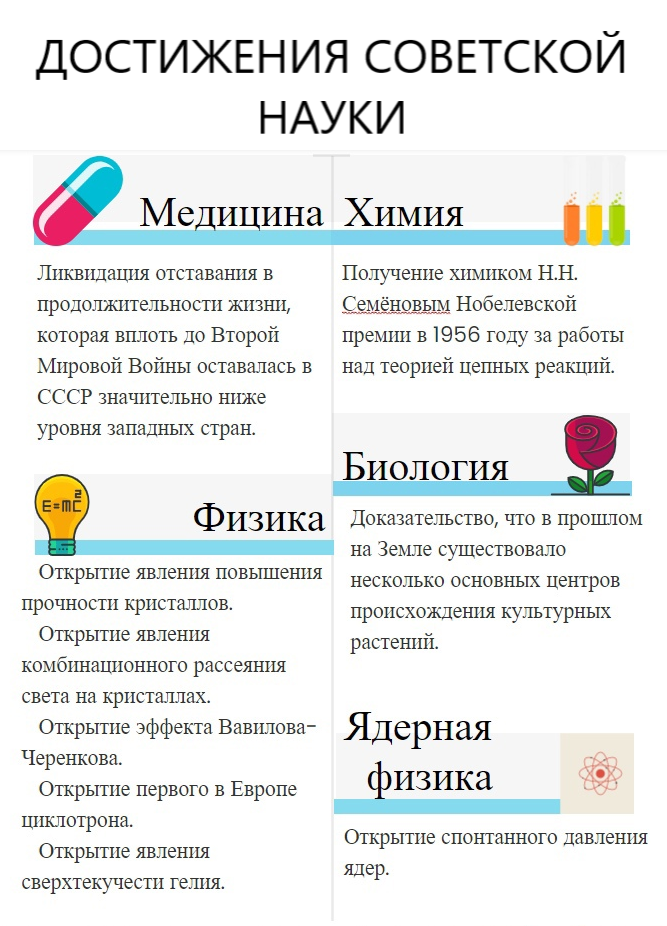 ДОСТИЖЕНИЯ СОВЕТСКОЙ
НАУКИ
Медицина
Ликвидация отставания в
продолжительности жизни,
которая вплоть до Второй
Мировой Войны оставалась в
СССР значительно ниже
уровня западных стран.
E=mc²
Физика
Открытие явления повышения
прочности кристаллов.
Открытие явления
комбинационного рассеяния
света на кристаллах.
Открытие эффекта Вавилова-
Черенкова.
Открытие первого в Европе
циклотрона.
Открытие явления
сверхтекучести гелия.
Химия
Получение химиком Н.Н.
Семёновым Нобелевской
премии в 1956 году за работы
над теорией цепных реакций.
Биология
Доказательство, что в прошлом
на Земле существовало
несколько основных центров
происхождения культурных
растений.
Ядерная
физика
Открытие спонтанного давления
ядер.